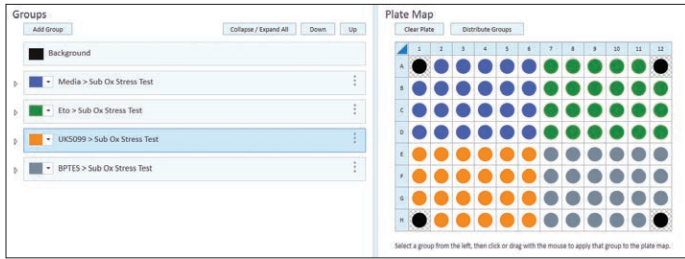 Groups
Add Group Collapse / Expand All Down Up
Background
Media > Sub Ox Stress Test
Eto > Sub Ox Stress Test
UK5099 > Sub Ox Stress Test
BPTES > Sub Ox Stress Test
Plate Map
Clear Plate Distribute Groups
1 2 3 4 5 6 7 8 9 10 11 12
A
B
C
D
E
F
G
H
Select a group from the left, then click or drag with the mouse to apply that group to the plate map.